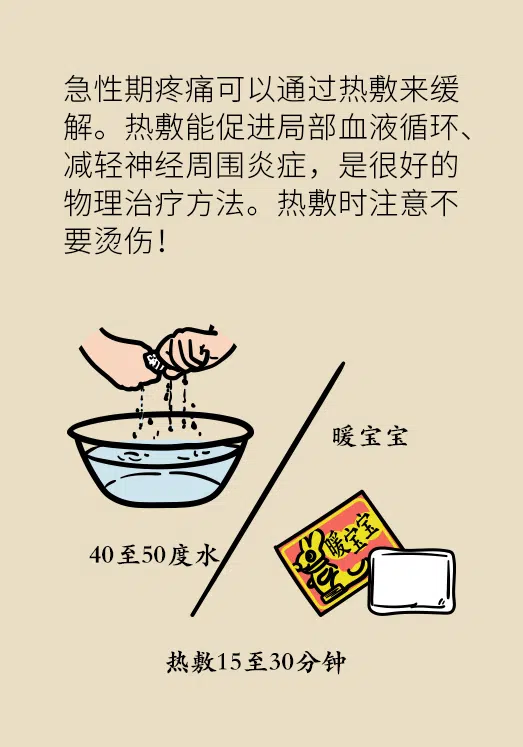 急性期疼痛可以通过热敷来缓
解。热敷能促进局部血液循环、
减轻神经周围炎症，是很好的
物理治疗方法。热敷时注意不
要烫伤！
暖宝宝
暖宝宝
40至50度水
热敷15至30分钟